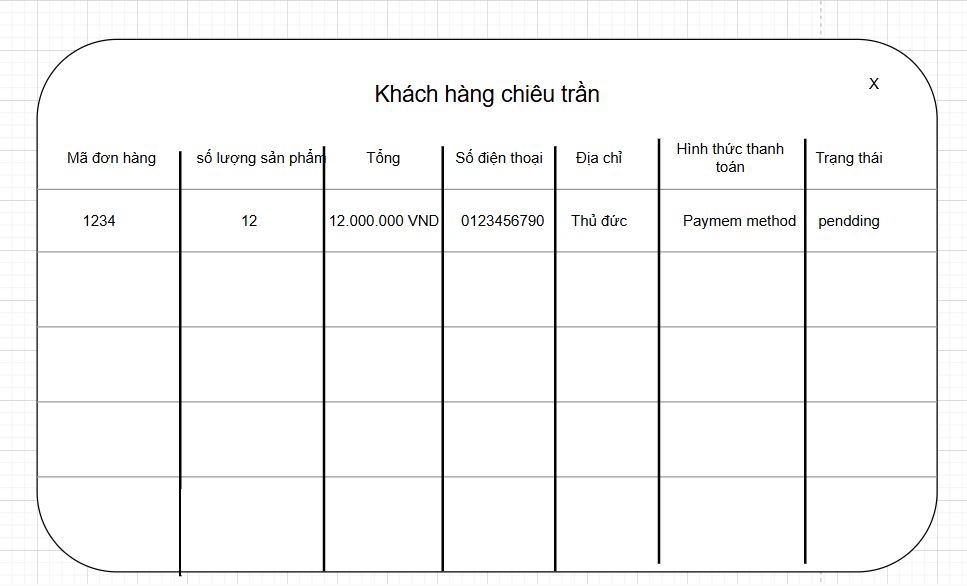 Khách hàng chiêu trần
X
Mã đơn hàng
số lượng sản phẩm
Tổng
Số điện thoại
Địa chỉ
Hình thức thanh
toán
Trạng thái
1234
12
12.000.000 VND
0123456790
Thủ đức
Paymem method
pendding